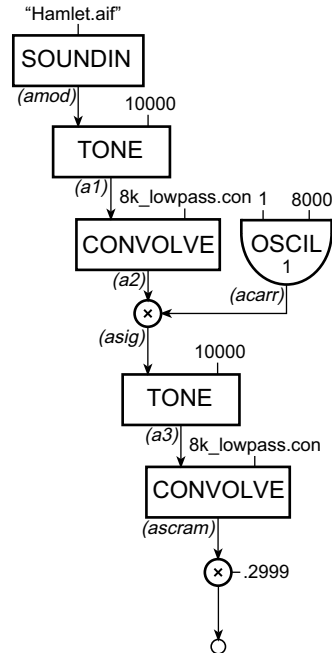 “Hamlet.aif”
SOUNDIN
(amod)
10000
TONE
(a1)
8k_lowpass.con
1 8000
CONVOLVE
OSCIL
1
(a2)
(acarr)
×
(asig)
10000
TONE
(a3)
8k_lowpass.con
CONVOLVE
(ascram)
× .2999